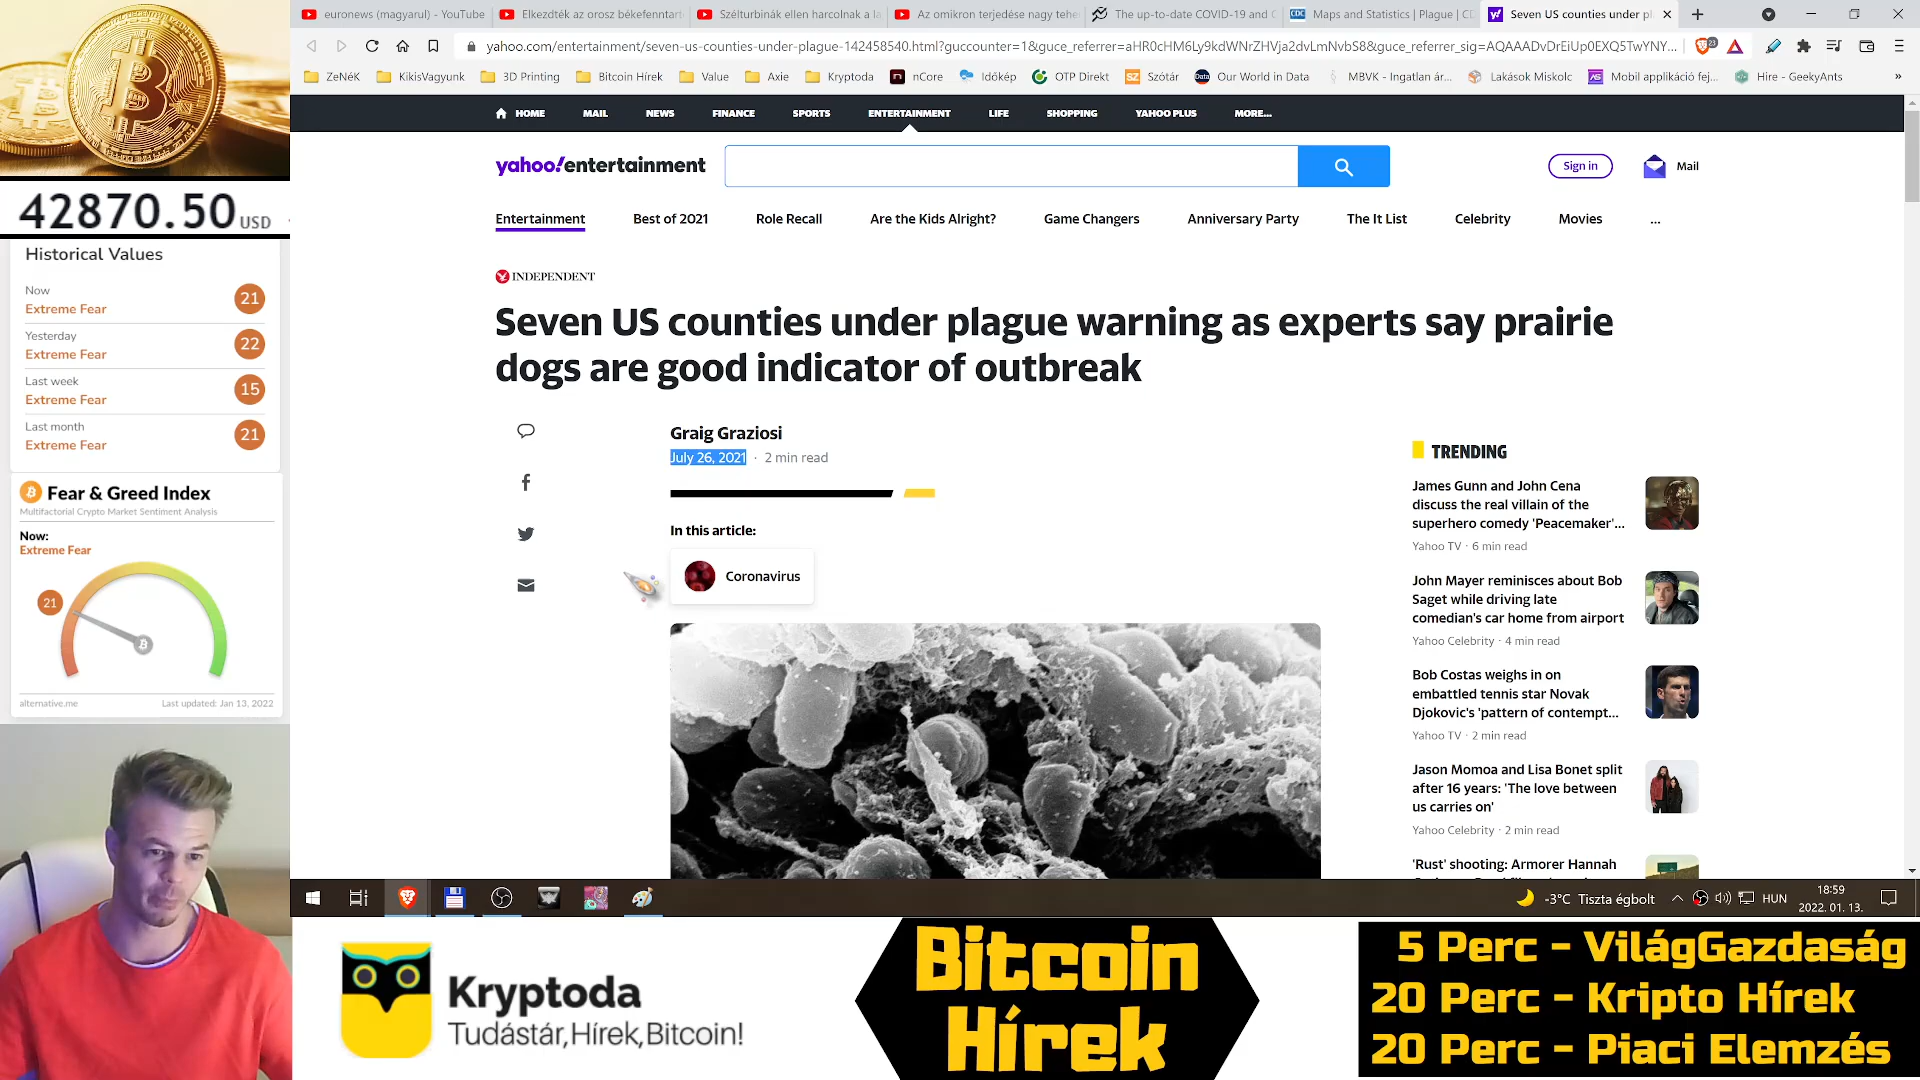 euronews (magyarul) - YouTube
Elkezdték az orosz békefenntart
Szélturbinák ellen harcolnak a la
Az omikron terjedése nagy tehe
The up-to-date COVID-19 and C
Maps and Statistics | Plague | CD
Seven US counties under pl
yahoo.com/entertainment/seven-us-counties-under-plague-142458540.html?guccounter=1&guce_referrer=aHR0cHM6Ly9kdWNrZHVja2dvLmNvbS8&guce_referrer_sig=AQAAADvDrEiUp0EXQ5TwYNY...
ZeNéK
KikisVagyunk
3D Printing
Bitcoin Hírek
Value
Axie
Kryptoda
nCore
Időkép
OTP Direkt
Szótár
Our World in Data
MBVK - Ingatlan ár...
Lakások Miskolc
Mobil applikáció fej...
Hire - GeekyAnts
HOME
MAIL
NEWS
FINANCE
SPORTS
ENTERTAINMENT
LIFE
SHOPPING
YAHOO PLUS
MORE...
yahoo!entertainment
Sign in
Mail
Entertainment
Best of 2021
Role Recall
Are the Kids Alright?
Game Changers
Anniversary Party
The It List
Celebrity
Movies
...
INDEPENDENT
Seven US counties under plague warning as experts say prairie
dogs are good indicator of outbreak
Graig Graziosi
July 26, 2021 · 2 min read
In this article:
Coronavirus
TRENDING
James Gunn and John Cena
discuss the real villain of the
superhero comedy 'Peacemaker'...
Yahoo TV · 6 min read
John Mayer reminisces about Bob
Saget while driving late
comedian's car home from airport
Yahoo Celebrity · 4 min read
Bob Costas weighs in on
embattled tennis star Novak
Djokovic's 'pattern of contempt...
Yahoo TV · 2 min read
Jason Momoa and Lisa Bonet split
after 16 years: 'The love between
us carries on'
Yahoo Celebrity · 2 min read
'Rust' shooting: Armorer Hannah
42870.50 USD
Historical Values
Now
Extreme Fear
21
Yesterday
Extreme Fear
22
Last week
Extreme Fear
15
Last month
Extreme Fear
21
Fear & Greed Index
Multifactorial Crypto Market Sentiment Analysis
Now:
Extreme Fear
21
alternative.me
Last updated: Jan 13, 2022
-3°C Tiszta égbolt
HUN
18:59
2022. 01. 13.
Kryptoda
Tudástár,Hírek,Bitcoin!
Bitcoin
Hírek
5 Perc - VilágGazdaság
20 Perc - Kripto Hírek
20 Perc - Piaci Elemzés